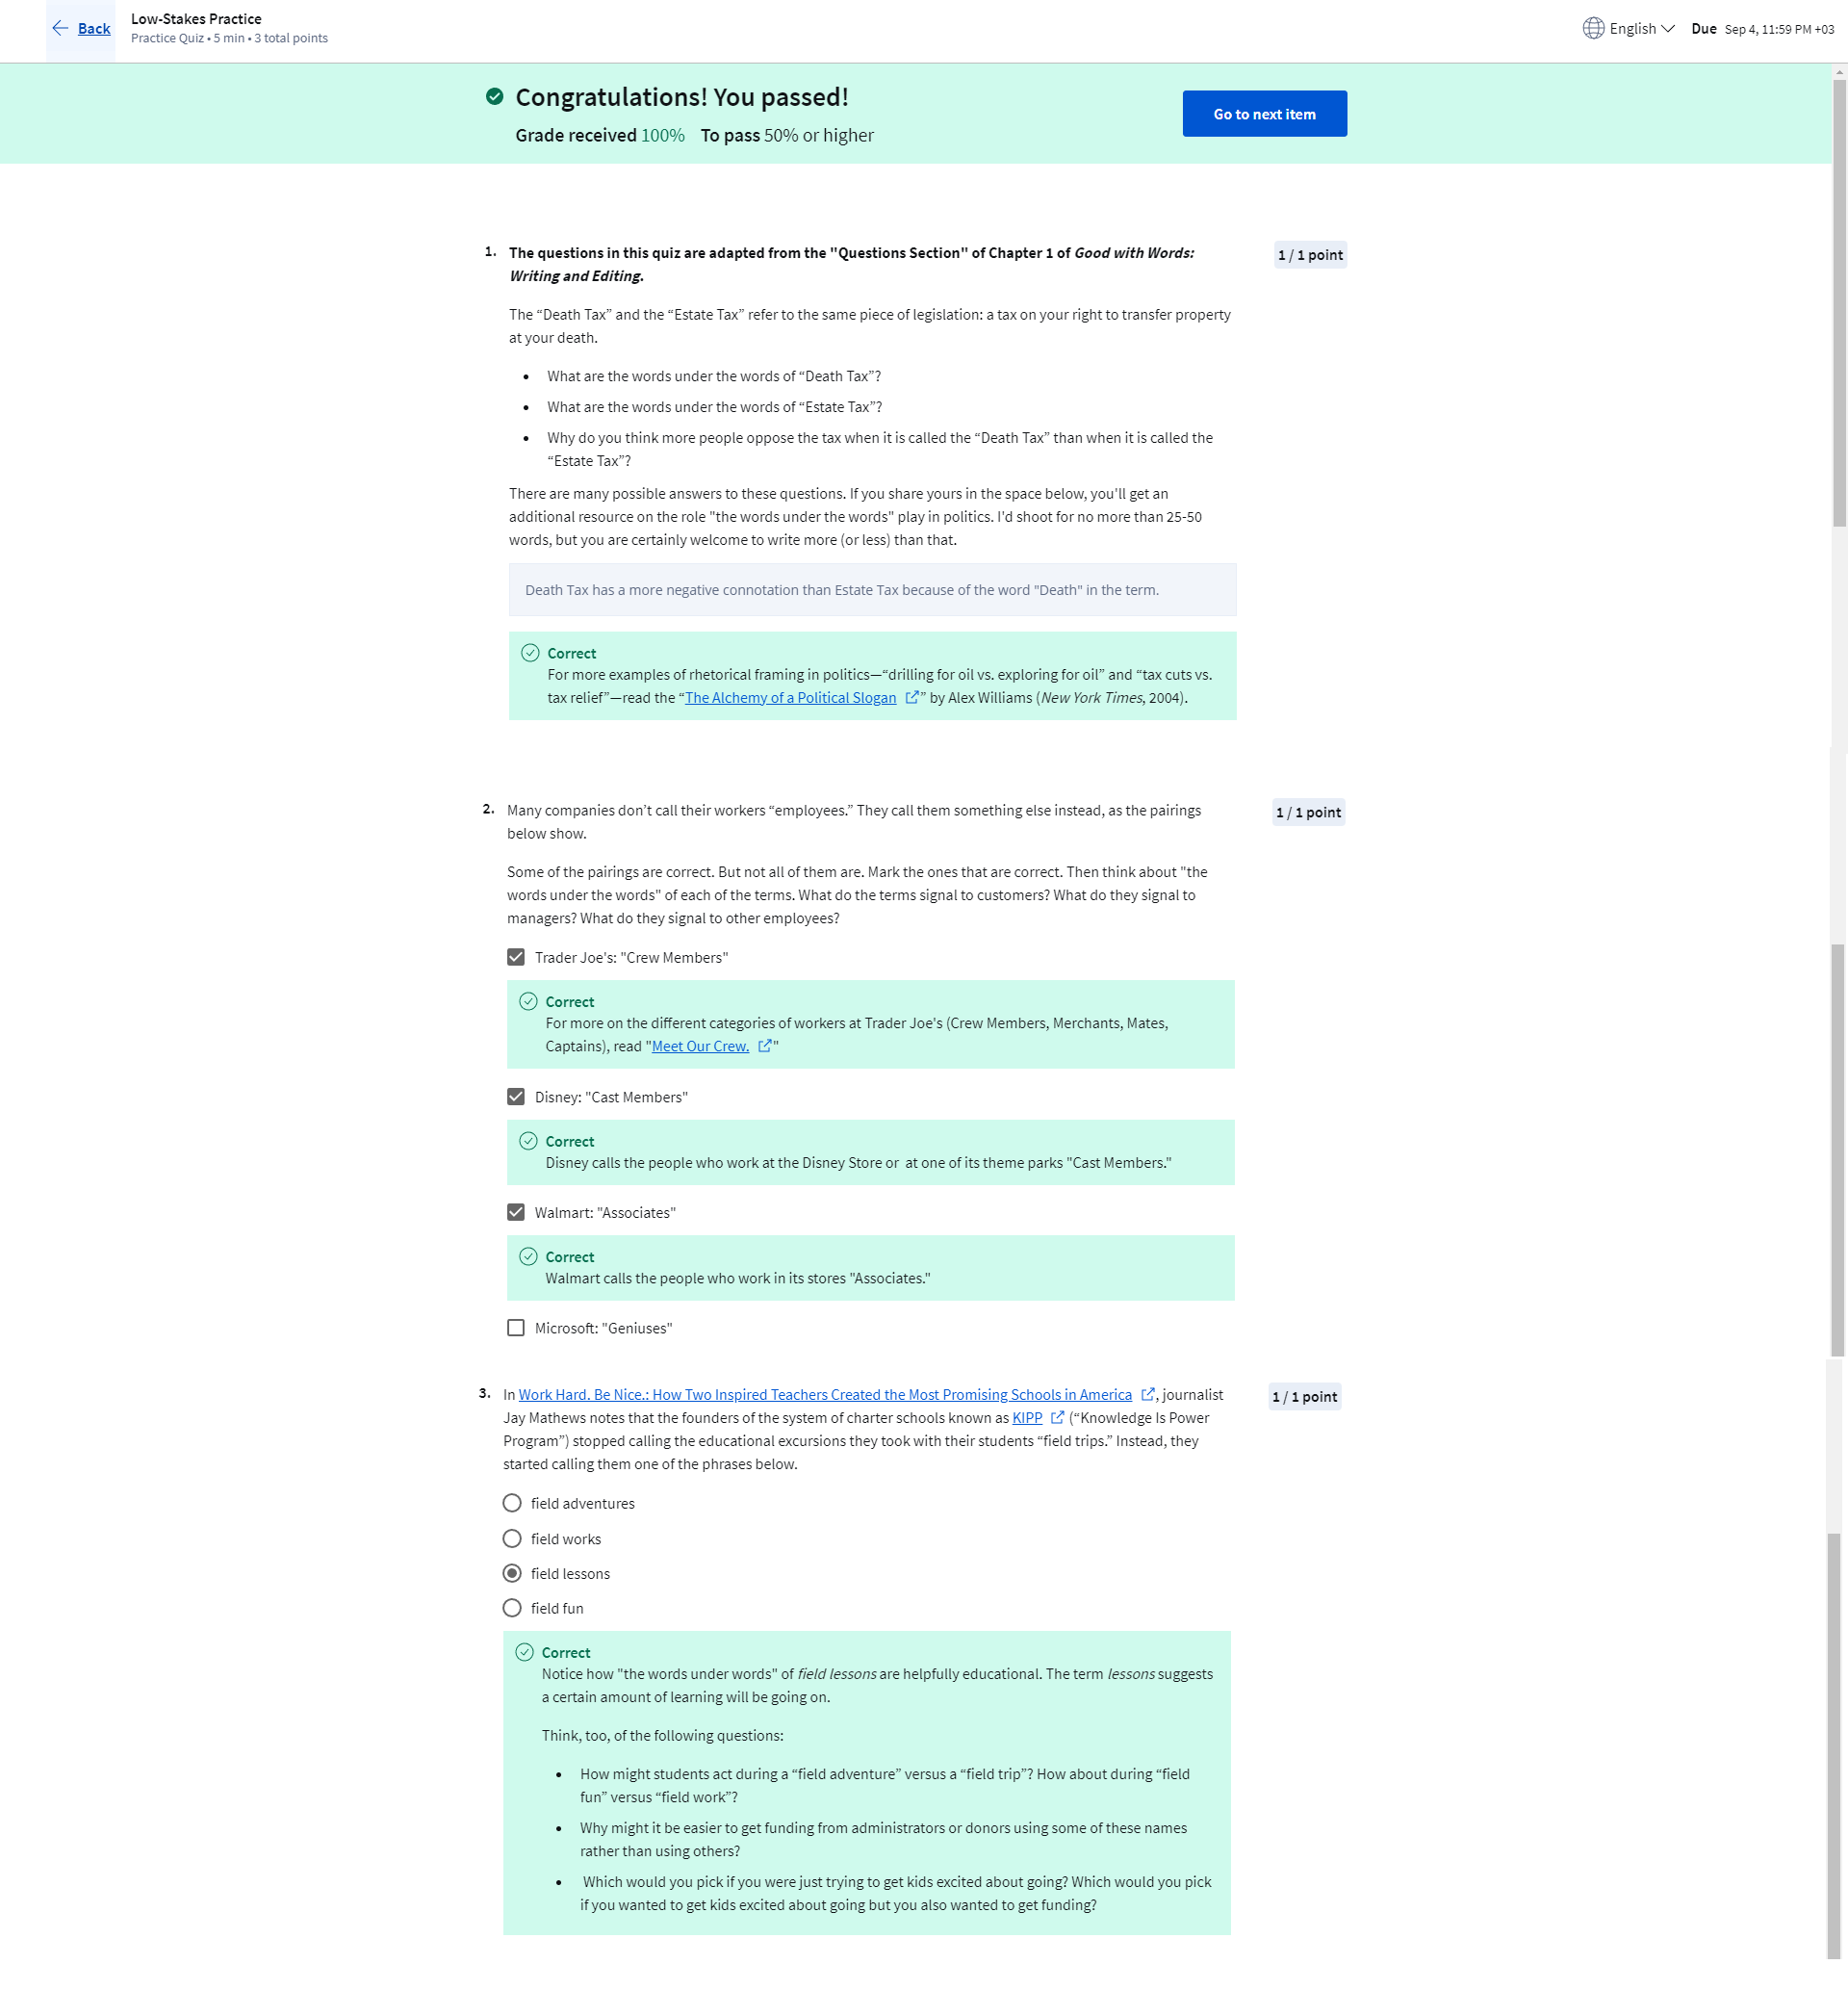 Back
Low-Stakes Practice
Practice Quiz • 5 min • 3 total points
English
Due Sep 4, 11:59 PM +03
Congratulations! You passed!
Grade received 100% To pass 50% or higher
Go to next item
1. The questions in this quiz are adapted from the "Questions Section" of Chapter 1 of Good with Words:
Writing and Editing.
1 / 1 point
The “Death Tax” and the “Estate Tax” refer to the same piece of legislation: a tax on your right to transfer property
at your death.
• What are the words under the words of “Death Tax”?
• What are the words under the words of “Estate Tax”?
• Why do you think more people oppose the tax when it is called the “Death Tax” than when it is called the
“Estate Tax”?
There are many possible answers to these questions. If you share yours in the space below, you'll get an
additional resource on the role "the words under the words" play in politics. I'd shoot for no more than 25-50
words, but you are certainly welcome to write more (or less) than that.
Death Tax has a more negative connotation than Estate Tax because of the word "Death" in the term.
Correct
For more examples of rhetorical framing in politics—“drilling for oil vs. exploring for oil” and “tax cuts vs.
tax relief”—read the “The Alchemy of a Political Slogan” by Alex Williams (New York Times, 2004).
2. Many companies don’t call their workers “employees.” They call them something else instead, as the pairings
below show.
1 / 1 point
Some of the pairings are correct. But not all of them are. Mark the ones that are correct. Then think about "the
words under the words" of each of the terms. What do the terms signal to customers? What do they signal to
managers? What do they signal to other employees?
Trader Joe's: "Crew Members"
Correct
For more on the different categories of workers at Trader Joe's (Crew Members, Merchants, Mates,
Captains), read "Meet Our Crew. "
Disney: "Cast Members"
Correct
Disney calls the people who work at the Disney Store or at one of its theme parks "Cast Members."
Walmart: "Associates"
Correct
Walmart calls the people who work in its stores "Associates."
Microsoft: "Geniuses"
3. In Work Hard. Be Nice.: How Two Inspired Teachers Created the Most Promising Schools in America , journalist
Jay Mathews notes that the founders of the system of charter schools known as KIPP (“Knowledge Is Power
Program”) stopped calling the educational excursions they took with their students “field trips.” Instead, they
started calling them one of the phrases below.
1 / 1 point
field adventures
field works
field lessons
field fun
Correct
Notice how "the words under words" of field lessons are helpfully educational. The term lessons suggests
a certain amount of learning will be going on.
Think, too, of the following questions:
• How might students act during a “field adventure” versus a “field trip”? How about during “field
fun” versus “field work”?
• Why might it be easier to get funding from administrators or donors using some of these names
rather than using others?
• Which would you pick if you were just trying to get kids excited about going? Which would you pick
if you wanted to get kids excited about going but you also wanted to get funding?